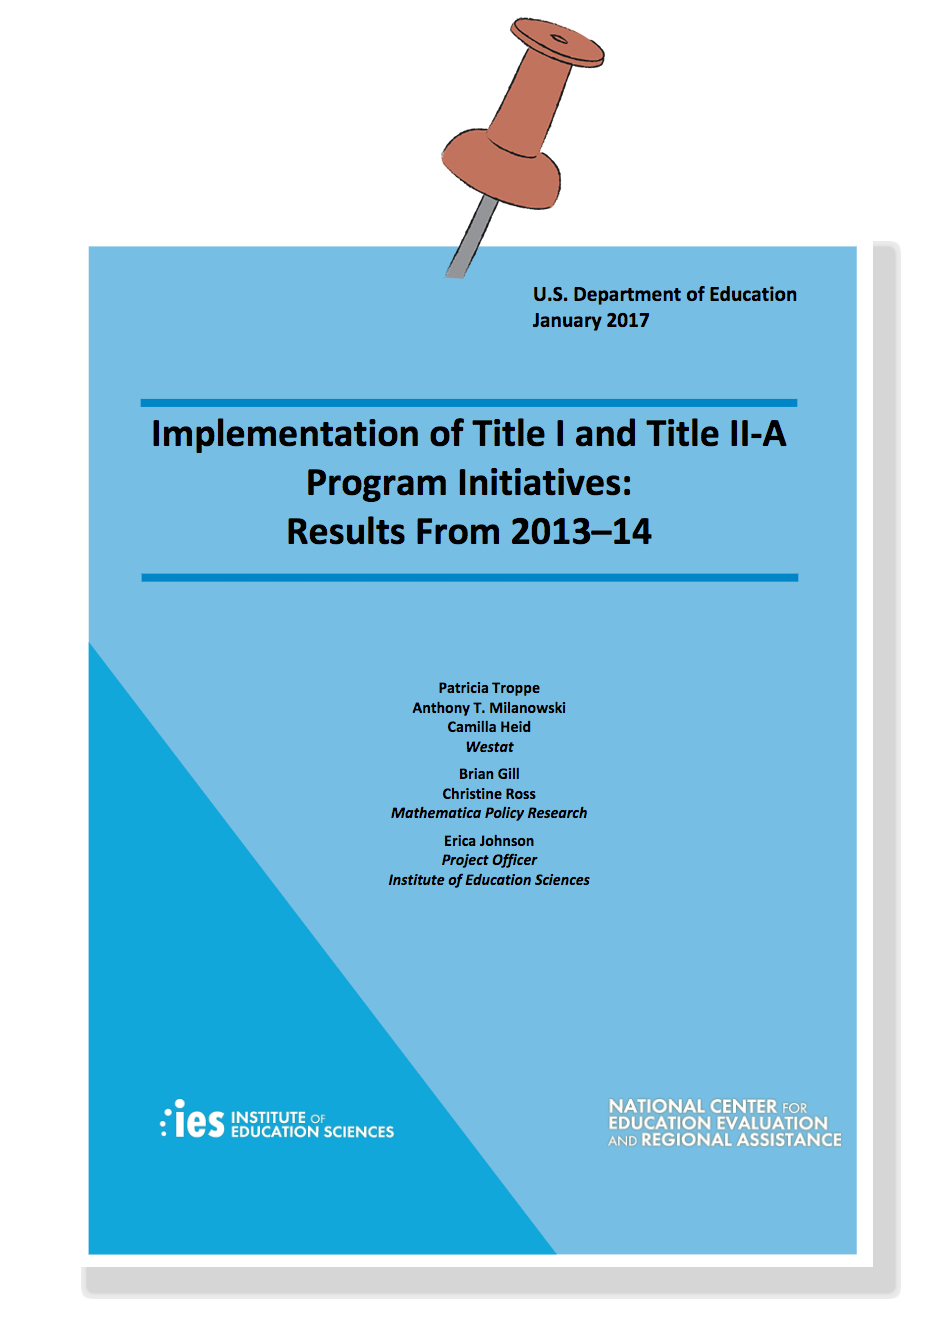 U.S. Department of Education
January 2017
Implementation of Title I and Title II-A
Program Initiatives:
Results From 2013–14
Patricia Troppe
Anthony T. Milanowski
Camilla Heid
Westat
Brian Gill
Christine Ross
Mathematica Policy Research
Erica Johnson
Project Officer
Institute of Education Sciences
ies INSTITUTE OF
EDUCATION SCIENCES
NATIONAL CENTER FOR
EDUCATION EVALUATION
AND REGIONAL ASSISTANCE